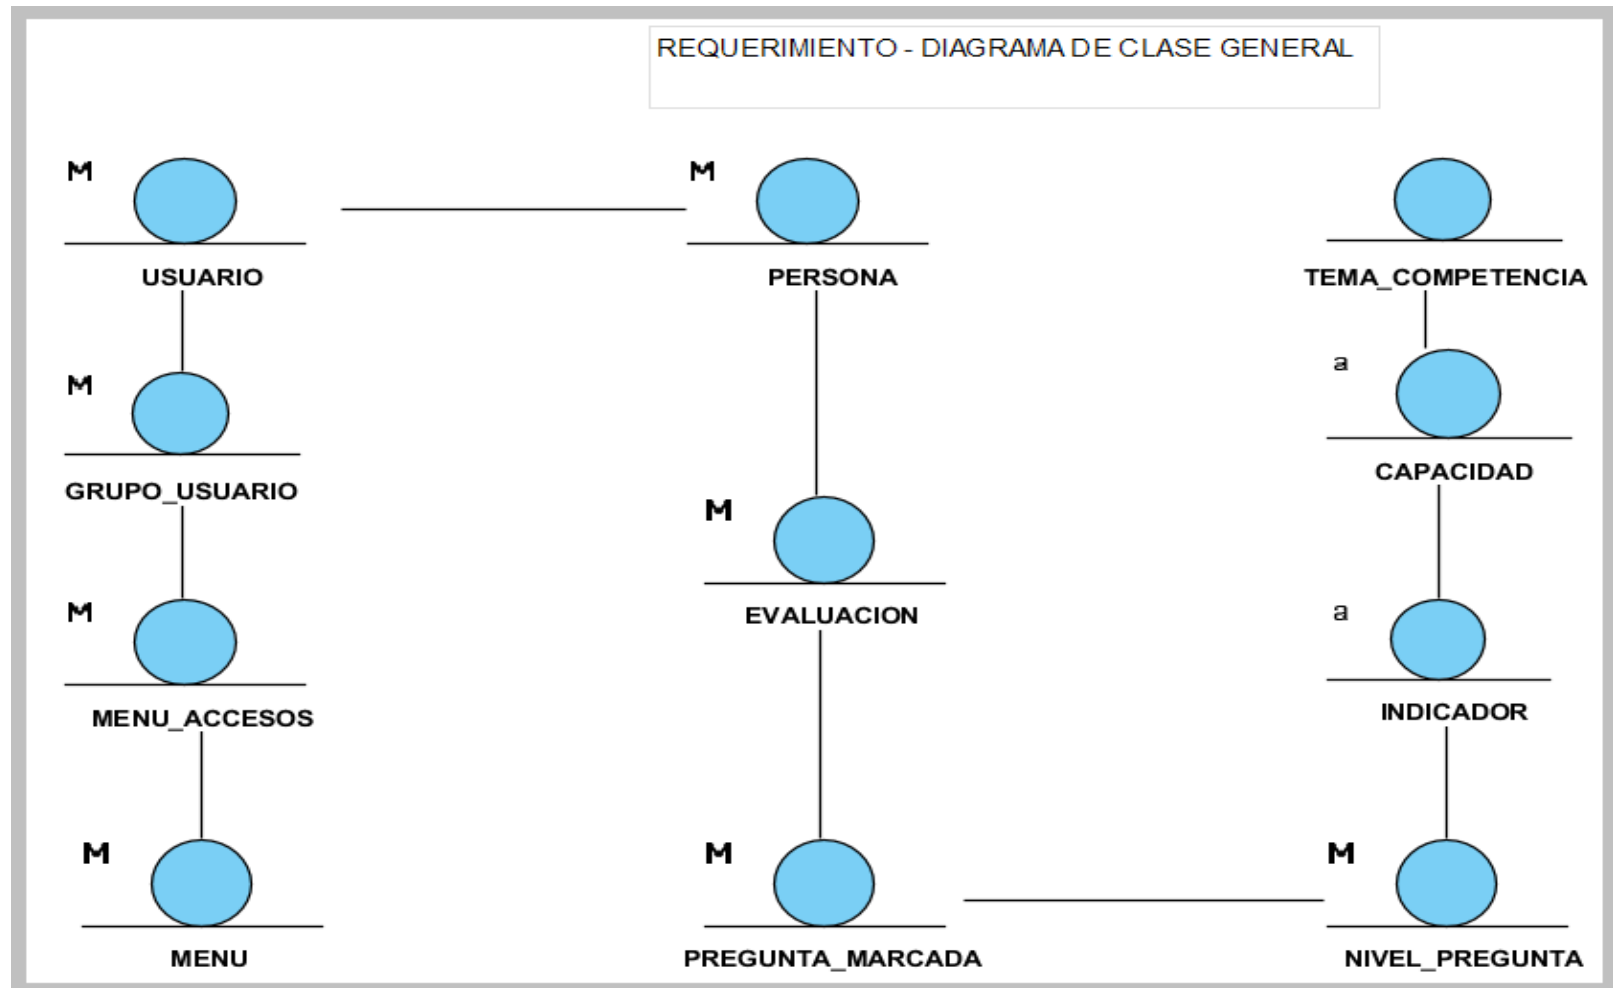 REQUERIMIENTO - DIAGRAMA DE CLASE GENERAL
M
M
USUARIO
PERSONA
TEMA_COMPETENCIA
M
a
GRUPO_USUARIO
CAPACIDAD
M
M
a
EVALUACION
MENU_ACCESOS
INDICADOR
M
M
M
MENU
PREGUNTA_MARCADA
NIVEL_PREGUNTA